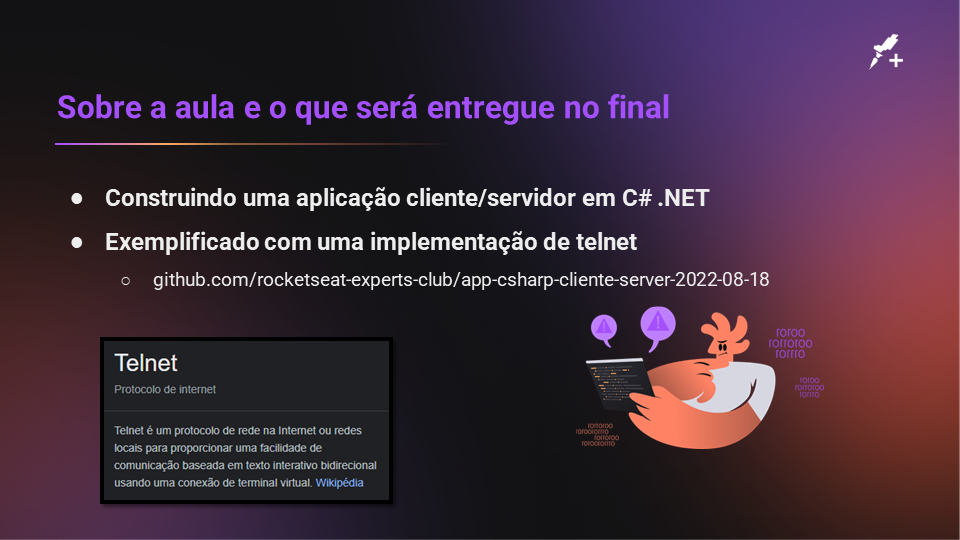 Sobre a aula e o que será entregue no final
● Construindo uma aplicação cliente/servidor em C# .NET
● Exemplificado com uma implementação de telnet
○ github.com/rocketseat-experts-club/app-csharp-cliente-server-2022-08-18
Telnet
Protocolo de internet
Telnet é um protocolo de rede na Internet ou redes
locais para proporcionar uma facilidade de
comunicação baseada em texto interativo bidirecional
usando uma conexão de terminal virtual. Wikipédia